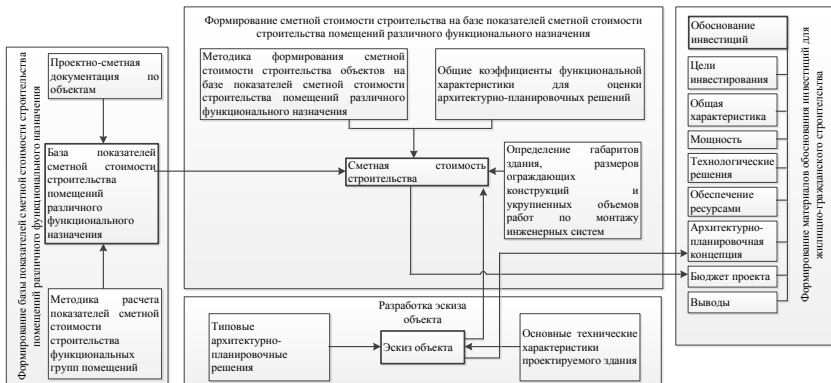 Формирование базы показателей сметной стоимости строительства
помещений различного функционального назначения
Проектно-сметная
документация по
объектам
База показателей
сметной стоимости
строительства
помещений
различного
функционального
назначения
Методика расчета
показателей сметной
стоимости
строительства
функциональных
групп помещений
Формирование сметной стоимости строительства на базе показателей сметной стоимости
строительства помещений различного функционального назначения
Методика формирования сметной
стоимости строительства объектов на
базе показателей сметной стоимости
строительства помещений различного
функционального назначения
Общие коэффициенты функциональной
характеристики для оценки
архитектурно-планировочных решений
Сметная стоимость
строительства
Определение габаритов
здания, размеров
ограждающих
конструкций и
укрупненных объемов
работ по монтажу
инженерных систем
Разработка эскиза
объекта
Типовые
архитектурно-
планировочные
решения
Эскиз объекта
Основные технические
характеристики
проектируемого здания
Обоснование
инвестиций
Цели
инвестирования
Общая
характеристика
Мощность
Технологические
решения
Обеспечение
ресурсами
Архитектурно-
планировочная
концепция
Бюджет проекта
Выводы
Формирование материалов обоснования инвестиций для
жилищно-гражданского строительства